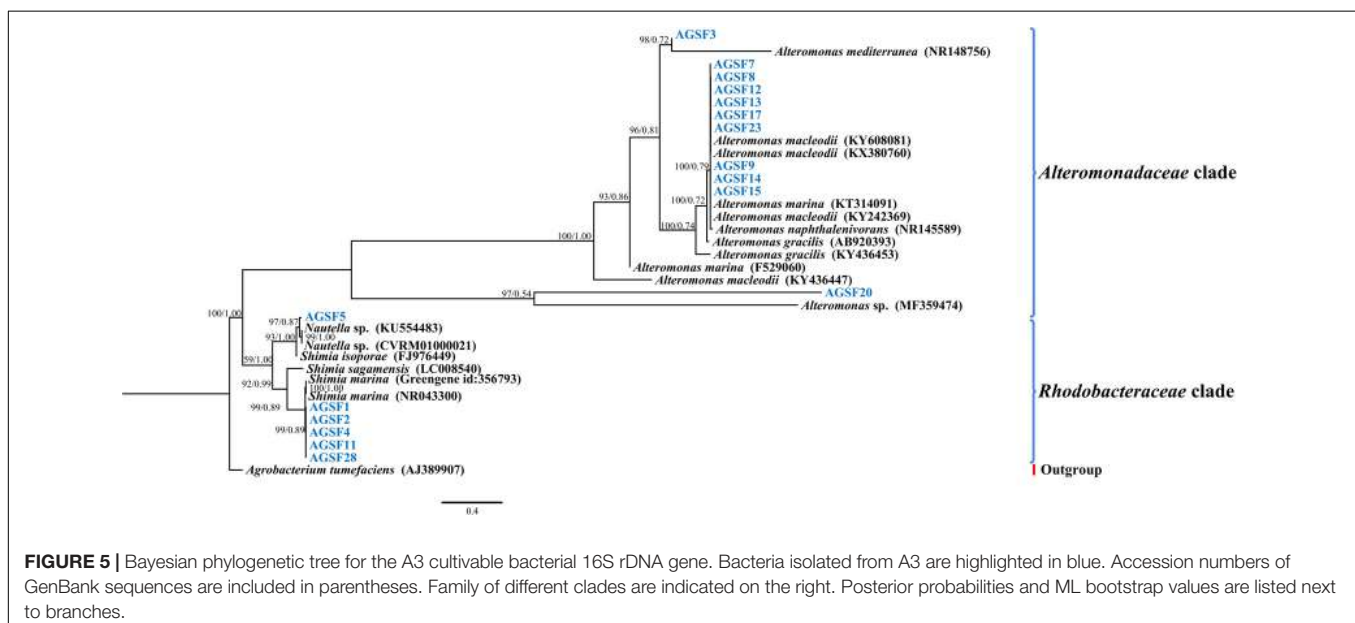 98/0.72
AGSF3
Alteromonas mediterranea (NR148756)
AGSF7
AGSF8
AGSF12
AGSF13
AGSF17
AGSF23
96/0.81
Alteromonas macleodii (KY608081)
Alteromonas macleodii (KX380760)
100/0.79
AGSF9
AGSF14
AGSF15
93/0.86
100/0.72
Alteromonas marina (KT314091)
Alteromonas macleodii (KY242369)
100/0.74
Alteromonas naphthalenivorans (NR145589)
100/1.00
Alteromonas gracilis (AB920393)
Alteromonas gracilis (KY436453)
Alteromonas marina (F529060)
Alteromonas macleodii (KY436447)
97/0.54
AGSF20
Alteromonas sp. (MF359474)
Alteromonadaceae clade
100/1.00
97/0.87
AGSF5
Nautella sp. (KU554483)
93/1.00
99/1.00
Nautella sp. (CVRM01000021)
Shimia isoporae (FJ976449)
59/1.00
Shimia sagamensis (LC008540)
92/0.99
Shimia marina (Greengene id:356793)
100/1.00
Shimia marina (NR043300)
99/0.89
AGSF1
AGSF2
99/0.89
AGSF4
AGSF11
AGSF28
Rhodobacteraceae clade
Agrobacterium tumefaciens (AJ389907)
Outgroup
0.4
FIGURE 5 | Bayesian phylogenetic tree for the A3 cultivable bacterial 16S rDNA gene. Bacteria isolated from A3 are highlighted in blue. Accession numbers of
GenBank sequences are included in parentheses. Family of different clades are indicated on the right. Posterior probabilities and ML bootstrap values are listed next
to branches.